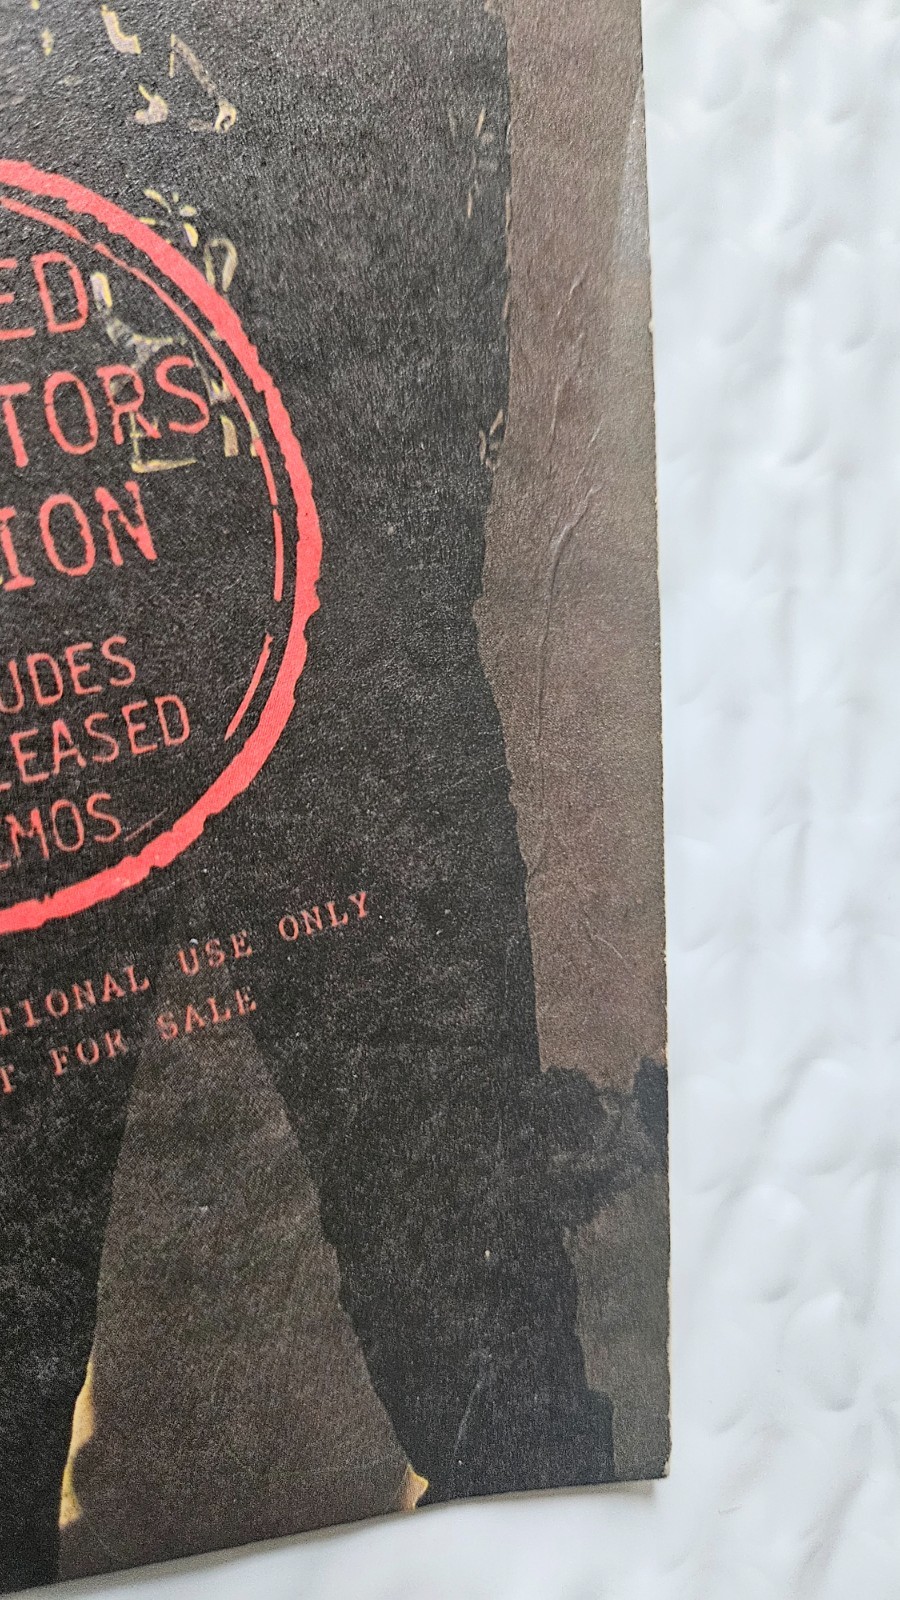 ED
TORS
ION
UDES
LEASED
EMOS
TIONAL USE ONLY
T FOR SALE